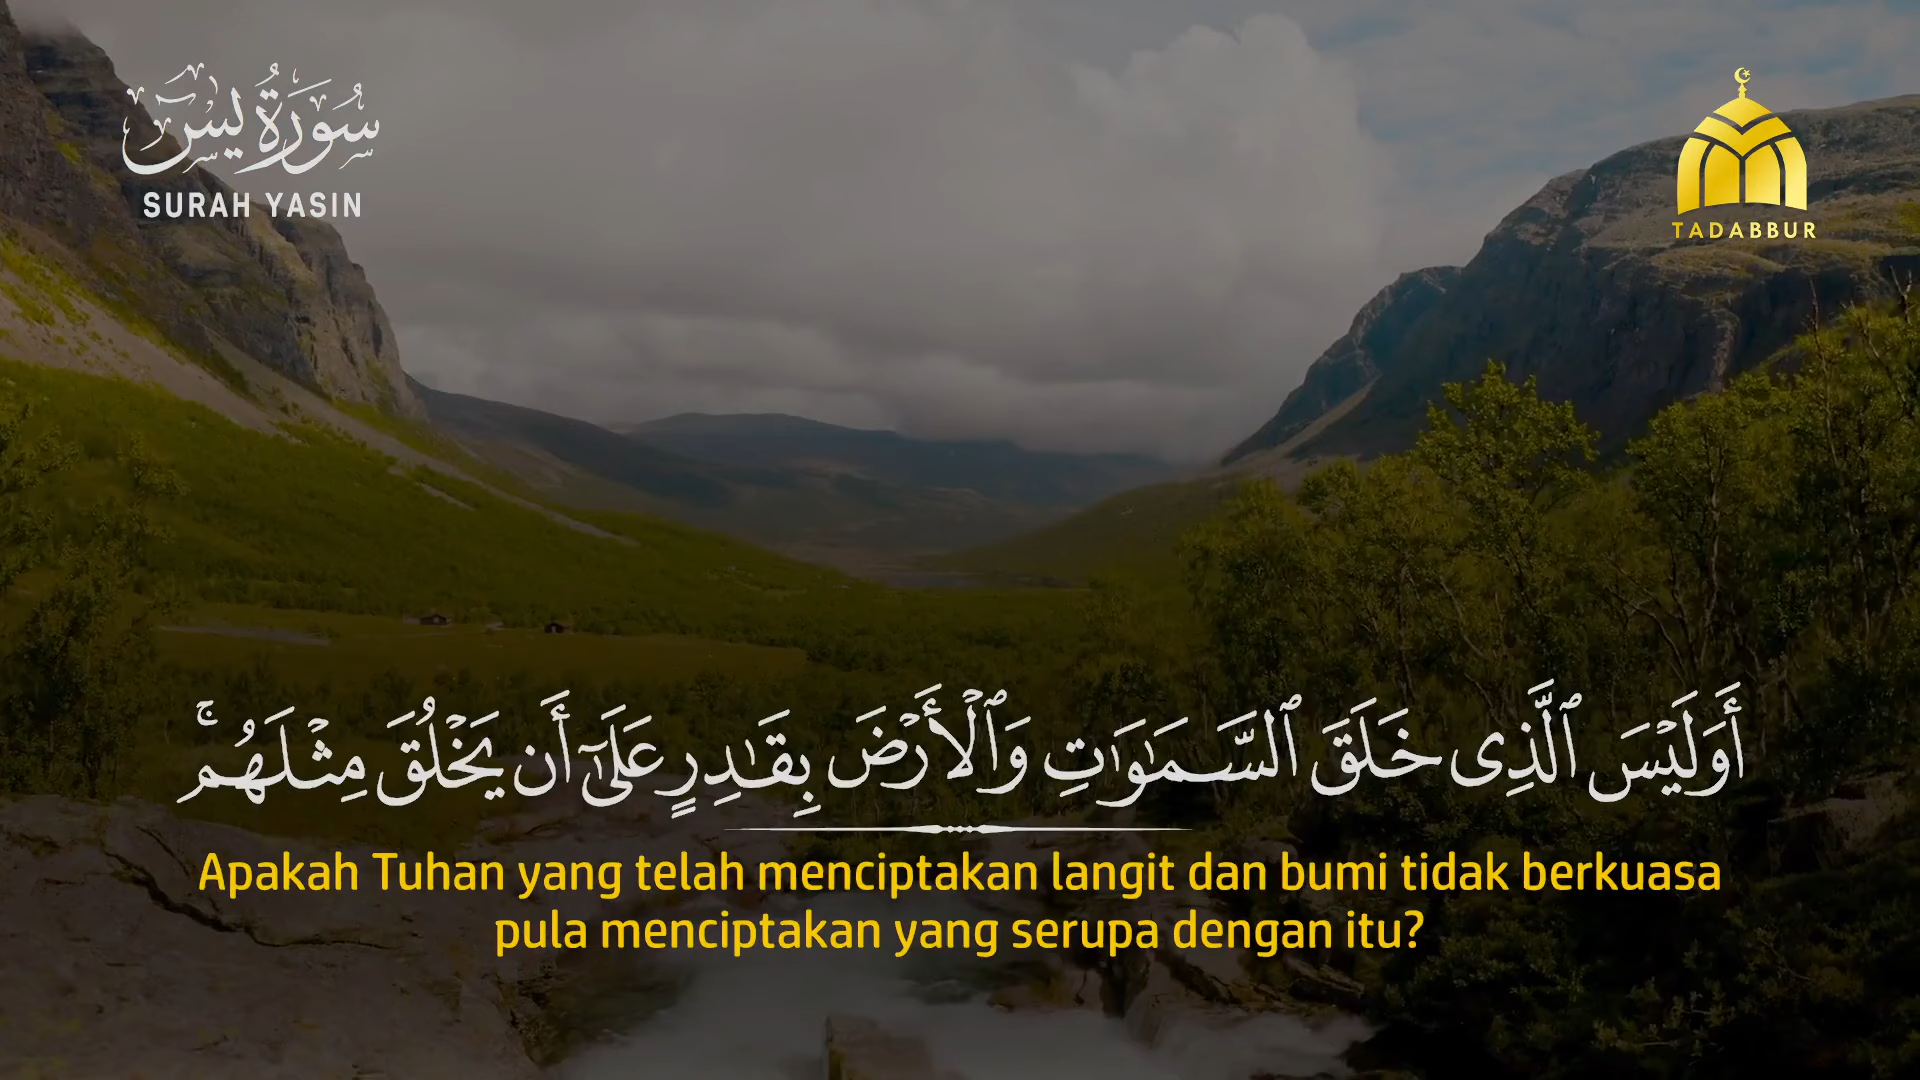 سُورَةُ يسٓ
SURAH YASIN
TADABBUR
أَوَلَيْسَ ٱلَّذِى خَلَقَ ٱلسَّمَٰوَٰتِ وَٱلْأَرْضَ بِقَٰدِرٍ عَلَىٰٓ أَن يَخْلُقَ مِثْلَهُم ۚ
Apakah Tuhan yang telah menciptakan langit dan bumi tidak berkuasa
pula menciptakan yang serupa dengan itu?